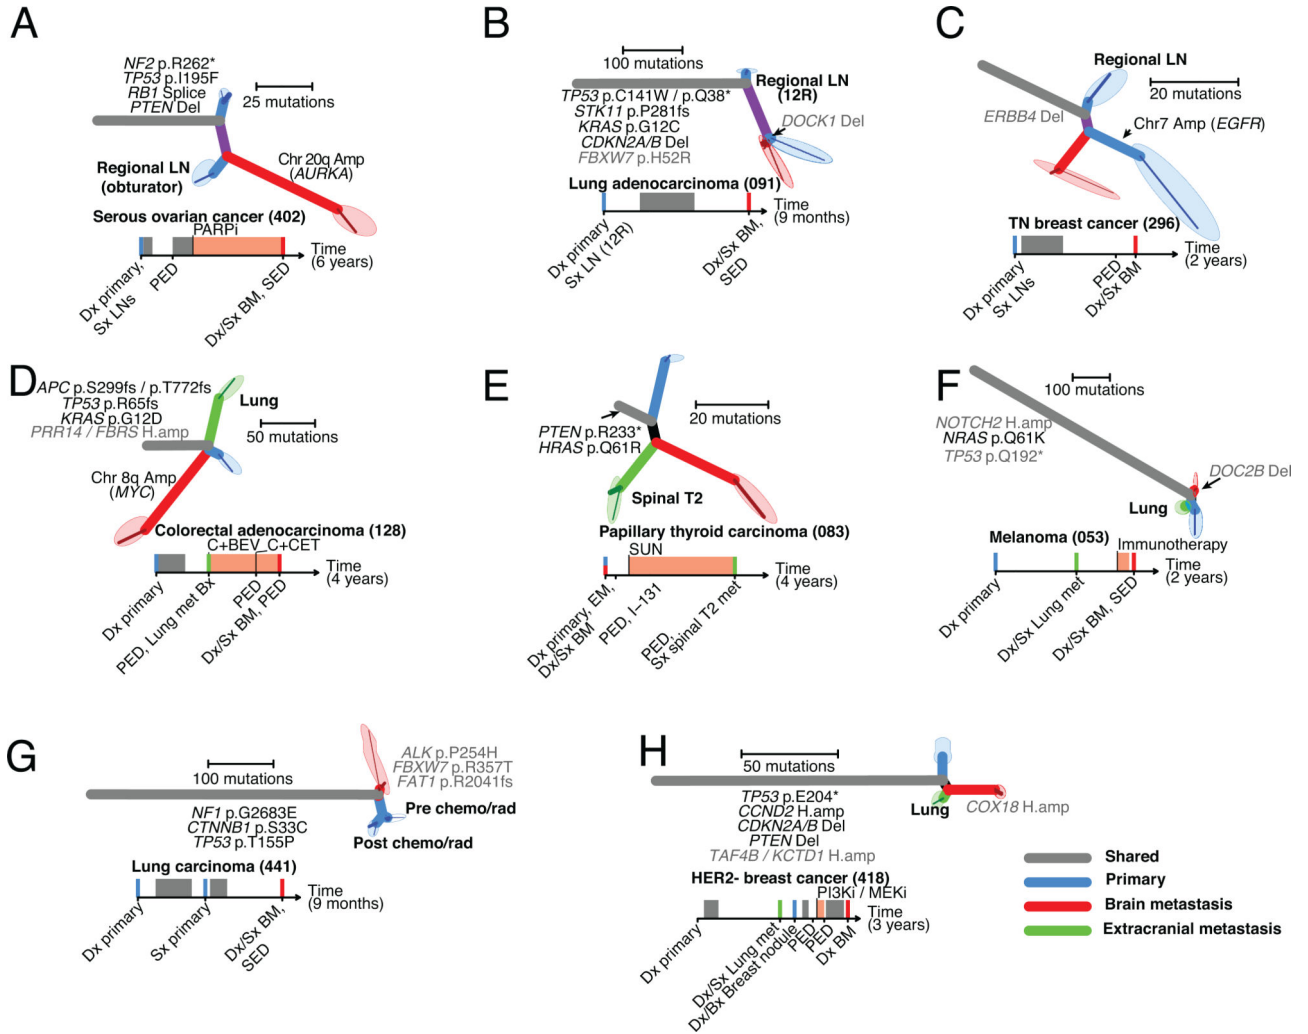 A
NF2 p.R262*
TP53 p.I195F
RB1 Splice
PTEN Del
25 mutations
Regional LN
(obturator)
Chr 20q Amp
(AURKA)
Serous ovarian cancer (402)
PARPi
Time
(6 years)
Dx primary,
Sx LNs
PED
Dx/Sx BM, SED
B
100 mutations
Regional LN
(12R)
TP53 p.C141W / p.Q38*
STK11 p.P281fs
KRAS p.G12C
CDKN2A/B Del
FBXW7 p.H52R
DOCK1 Del
Lung adenocarcinoma (091)
Time
(9 months)
Dx primary
Sx LN (12R)
Dx/Sx BM,
SED
C
Regional LN
20 mutations
ERBB4 Del
Chr7 Amp (EGFR)
TN breast cancer (296)
Time
(2 years)
Dx primary
Sx LNs
PED
Dx/Sx BM
D
APC p.S299fs / p.T772fs
TP53 p.R65fs
KRAS p.G12D
PRR14 / FBRS H.amp
Lung
50 mutations
Chr 8q Amp
(MYC)
Colorectal adenocarcinoma (128)
C+BEV
C+CET
Time
(4 years)
Dx primary
PED, Lung met Bx
PED
Dx/Sx BM, PED
E
20 mutations
PTEN p.R233*
HRAS p.Q61R
Spinal T2
Papillary thyroid carcinoma (083)
SUN
Time
(4 years)
Dx primary, EM,
Dx/Sx BM
PED, I-131
PED,
Sx spinal T2 met
F
100 mutations
NOTCH2 H.amp
NRAS p.Q61K
TP53 p.Q192*
DOC2B Del
Lung
Melanoma (053)
Immunotherapy
Time
(2 years)
Dx primary
Dx/Sx Lung met
Dx/Sx BM, SED
G
100 mutations
ALK p.P254H
FBXW7 p.R357T
FAT1 p.R2041fs
NF1 p.G2683E
CTNNB1 p.S33C
TP53 p.T155P
Pre chemo/rad
Post chemo/rad
Lung carcinoma (441)
Time
(9 months)
Dx primary
Sx primary
Dx/Sx BM,
SED
H
50 mutations
TP53 p.E204*
CCND2 H.amp
CDKN2A/B Del
PTEN Del
TAF4B / KCTD1 H.amp
Lung
COX18 H.amp
HER2- breast cancer (418)
PI3Ki / MEKi
Time
(3 years)
Dx primary
Dx/Sx Lung met
Dx/Bx Breast nodule
PED
PED
Dx BM
Shared
Primary
Brain metastasis
Extracranial metastasis